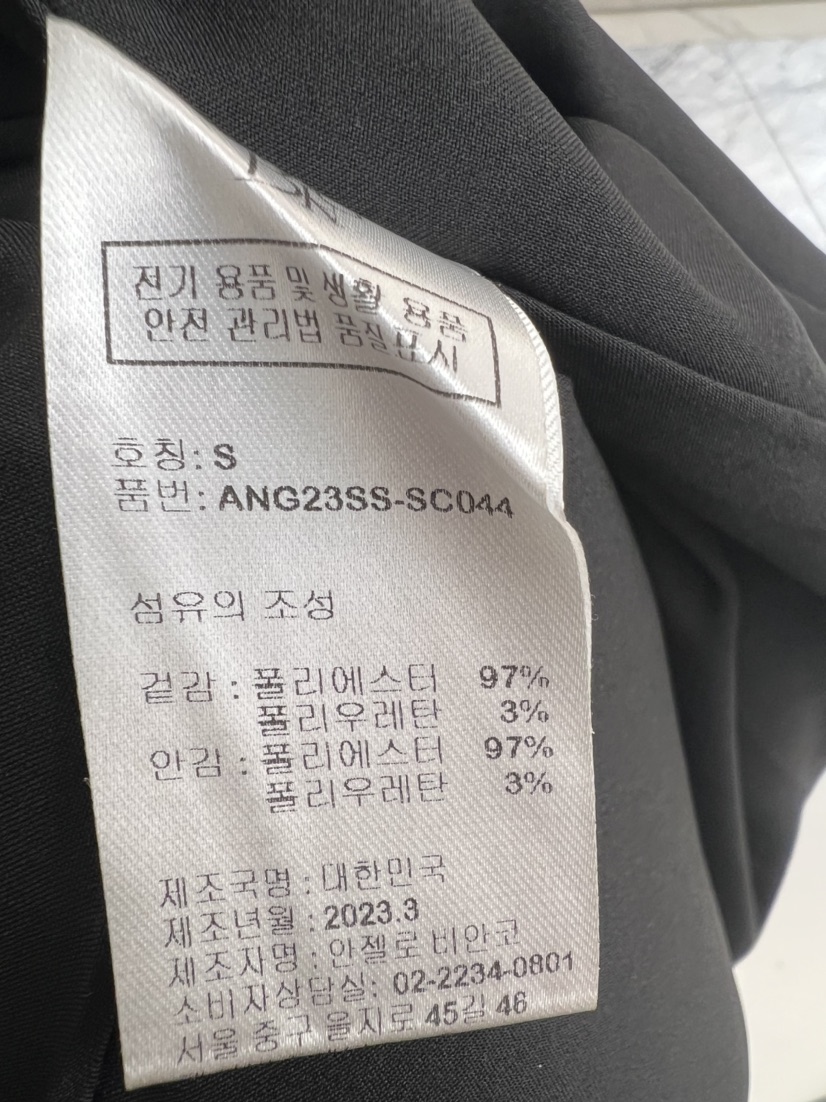 전기 용품 및 생활 용품
안전 관리법 품질표시
호칭: S
품번: ANG23SS-SC044
섬유의 조성
겉감 : 폴리에스터 97%
폴리우레탄 3%
안감 : 폴리에스터 97%
폴리우레탄 3%
제조국명 : 대한민국
제조년월 : 2023.3
제조자명 : 안젤로 비안코
소비자상담실: 02-2234-0801
서울 중구 을지로 45길 46